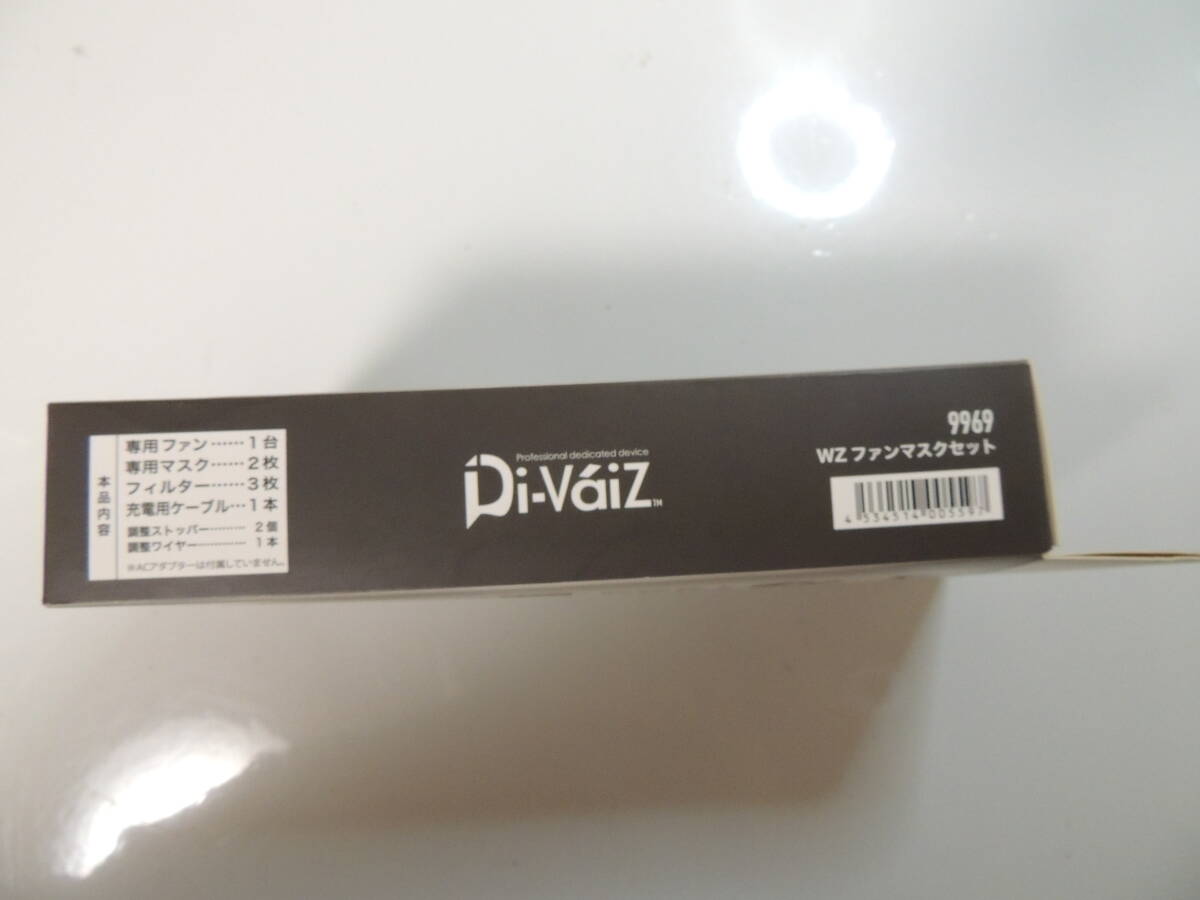 本品内容
専用ファン……1台
専用マスク……2枚
フィルター……3枚
充電用ケーブル…1本
調整ストッパー………2個
調整ワイヤー…………1本
※ACアダプターは付属していません。
Professional dedicated device
Di-VáiZ™
9969
WZ ファンマスクセット
4 534514 005597